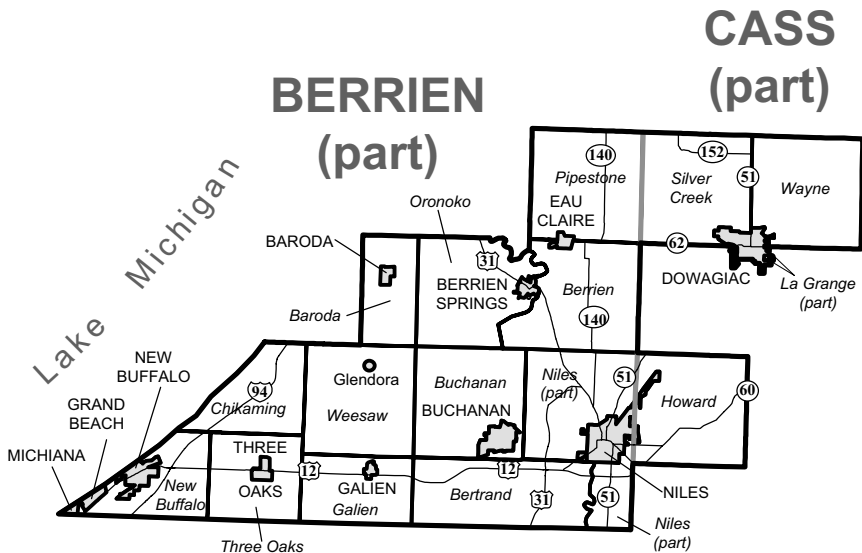 CASS
(part)
BERRIEN
(part)
Lake Michigan
140
152
51
Pipestone
Silver
Creek
Wayne
Oronoko
EAU
CLAIRE
BARODA
31
62
BERRIEN
SPRINGS
Berrien
DOWAGIAC
La Grange
(part)
Baroda
140
NEW
BUFFALO
Glendora
Buchanan
Niles
(part)
51
60
94
GRAND
BEACH
Chikaming
Weesaw
BUCHANAN
Howard
MICHIANA
THREE
OAKS
12
12
New
Buffalo
GALIEN
Galien
Bertrand
31
51
NILES
Niles
(part)
Three Oaks